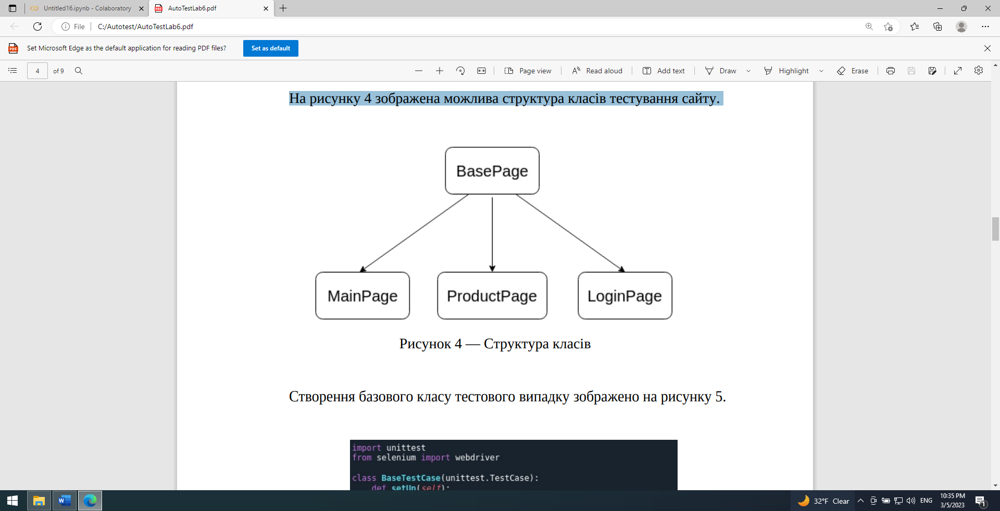 Untitled16.ipynb - Colaboratory
AutoTestLab6.pdf
File
C:/Autotest/AutoTestLab6.pdf
PDF
Set Microsoft Edge as the default application for reading PDF files?
Set as default
4
of 9
Page view
Read aloud
Add text
Draw
Highlight
Erase
На рисунку 4 зображена можлива структура класів тестування сайту.
BasePage
MainPage
ProductPage
LoginPage
Рисунок 4 — Структура класів
Створення базового класу тестового випадку зображено на рисунку 5.
import unittest
from selenium import webdriver
class BaseTestCase(unittest.TestCase):
def setUp(self):
32°F Clear
ENG
10:35 PM
3/5/2023
1